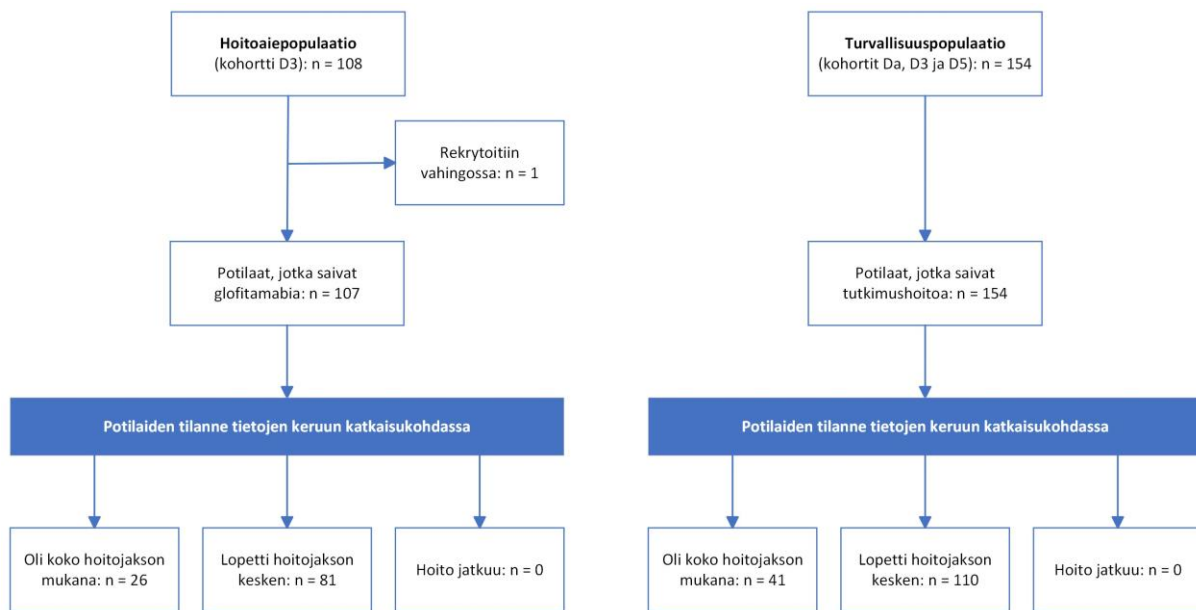 Hoitoaiepopulaatio
(kohortti D3): n = 108
Rekrytoitiin
vahingossa: n = 1
Potilaat, jotka saivat
glofitamabia: n = 107
Potilaiden tilanne tietojen keruun katkaisukohdassa
Oli koko hoitojakson
mukana: n = 26
Lopetti hoitojakson
kesken: n = 81
Hoito jatkuu: n = 0
Turvallisuuspopulaatio
(kohortit Da, D3 ja D5): n = 154
Potilaat, jotka saivat
tutkimushoitoa: n = 154
Potilaiden tilanne tietojen keruun katkaisukohdassa
Oli koko hoitojakson
mukana: n = 41
Lopetti hoitojakson
kesken: n = 110
Hoito jatkuu: n = 0